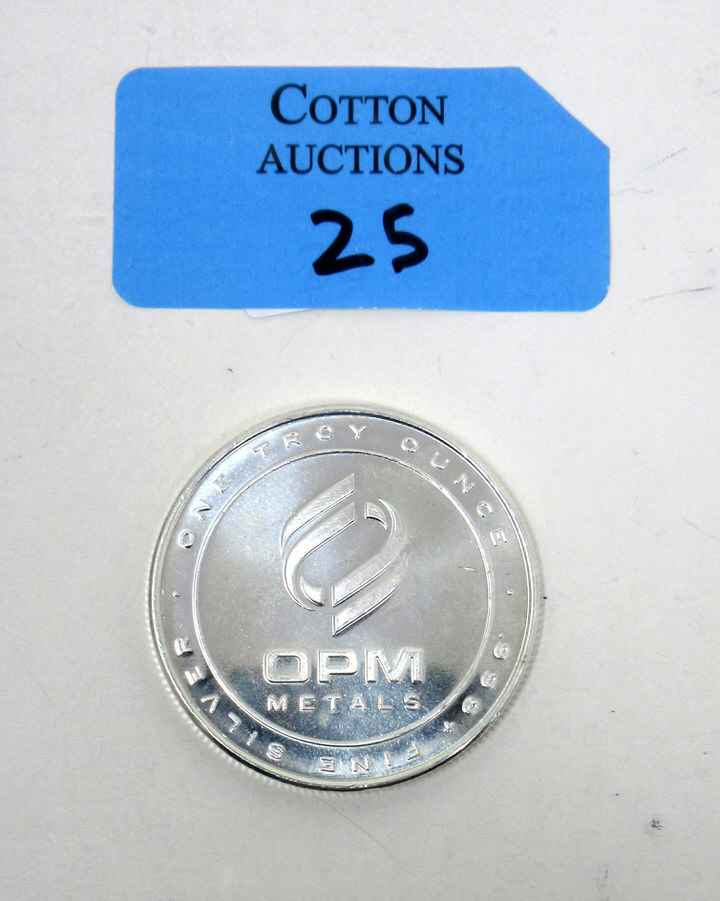 COTTON
AUCTIONS
25
ONE TROY OUNCE
.999+ FINE SILVER
OPM
METALS